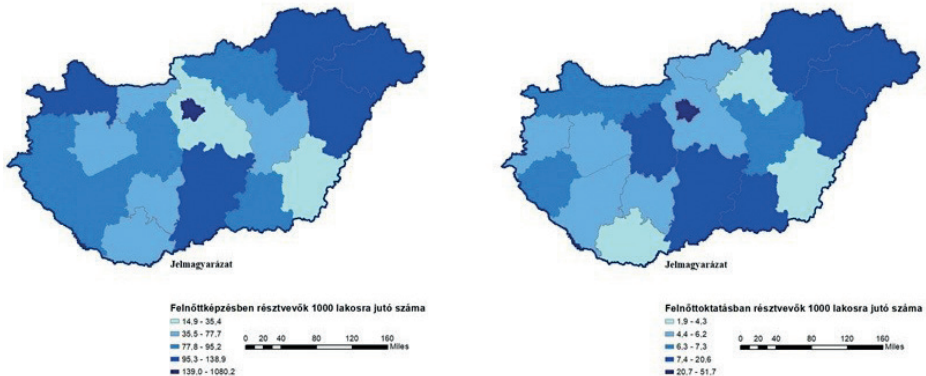 Jelmagyarázat
Felnőttképzésben résztvevők 1000 lakosra jutó száma
14,9 - 35,4
35,5 - 77,7
77,8 - 95,2
95,3 - 138,9
139,0 - 1080,2
0 20 40 80 120 160
Miles
Jelmagyarázat
Felnőttoktatásban résztvevők 1000 lakosra jutó száma
1,9 - 4,3
4,4 - 6,2
6,3 - 7,3
7,4 - 20,6
20,7 - 51,7
0 20 40 80 120 160
Miles